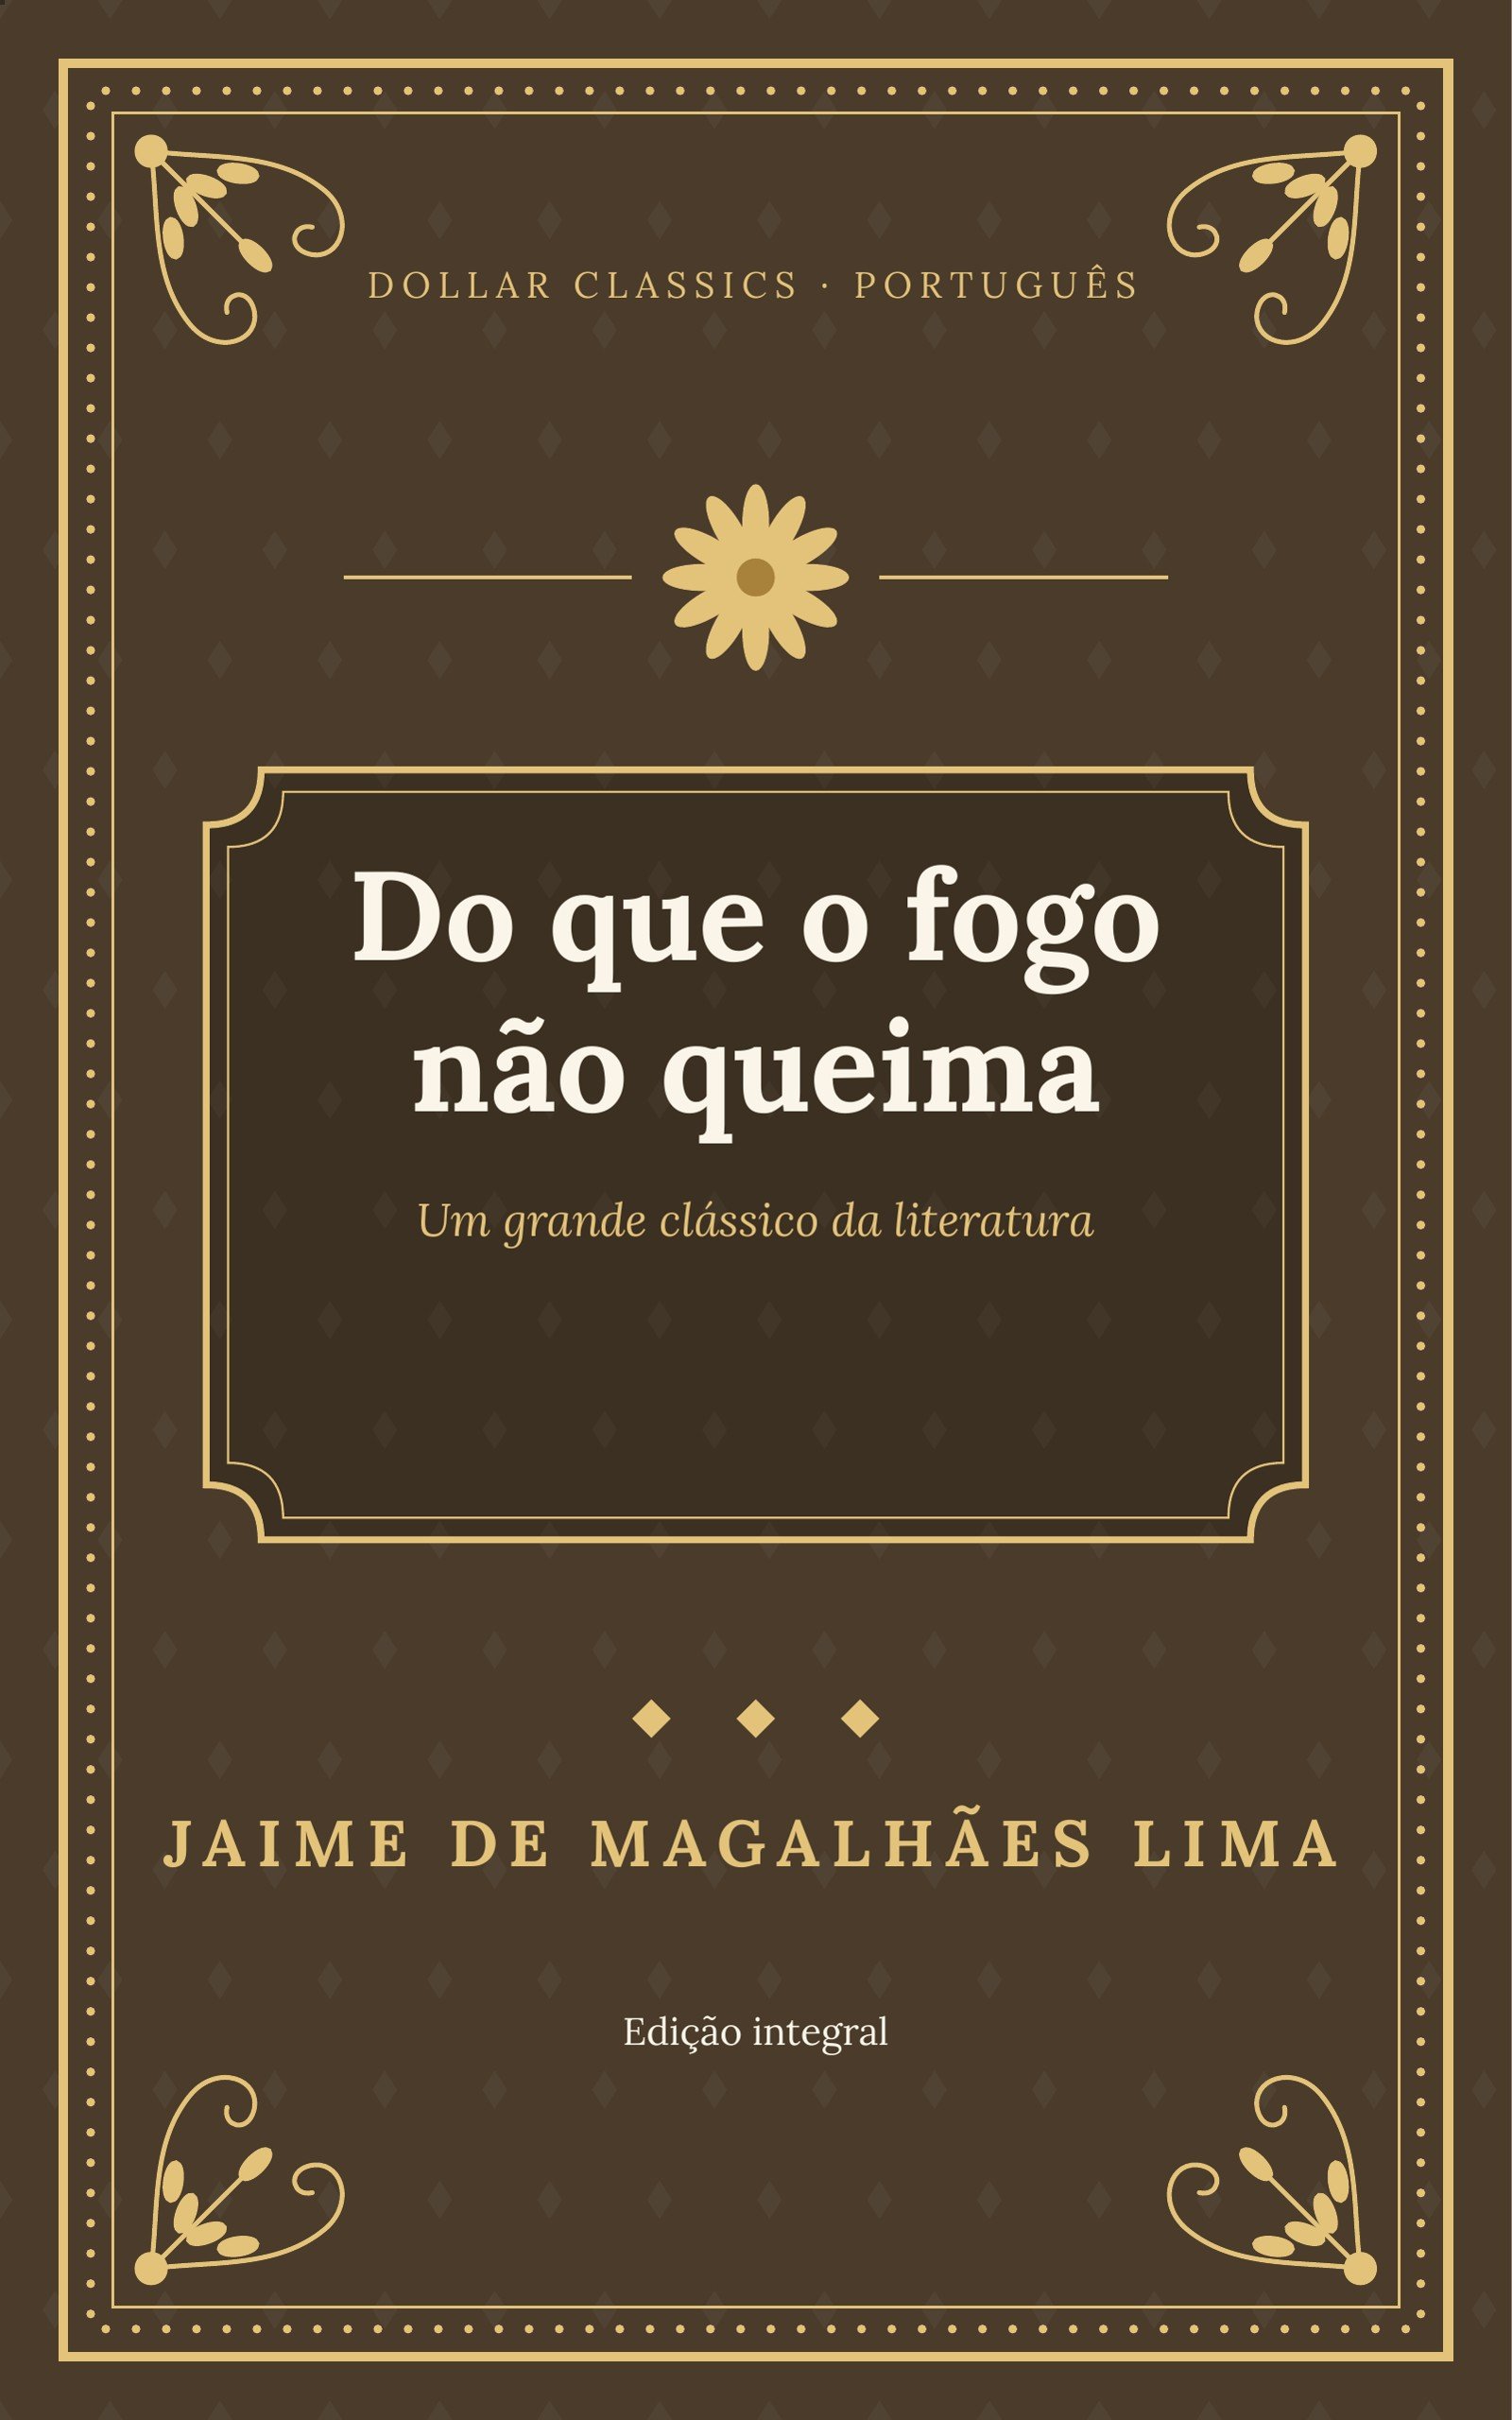 DOLLAR CLASSICS · PORTUGUÊS
Do que o fogo
não queima
Um grande clássico da literatura
JAIME DE MAGALHÃES LIMA
Edição integral